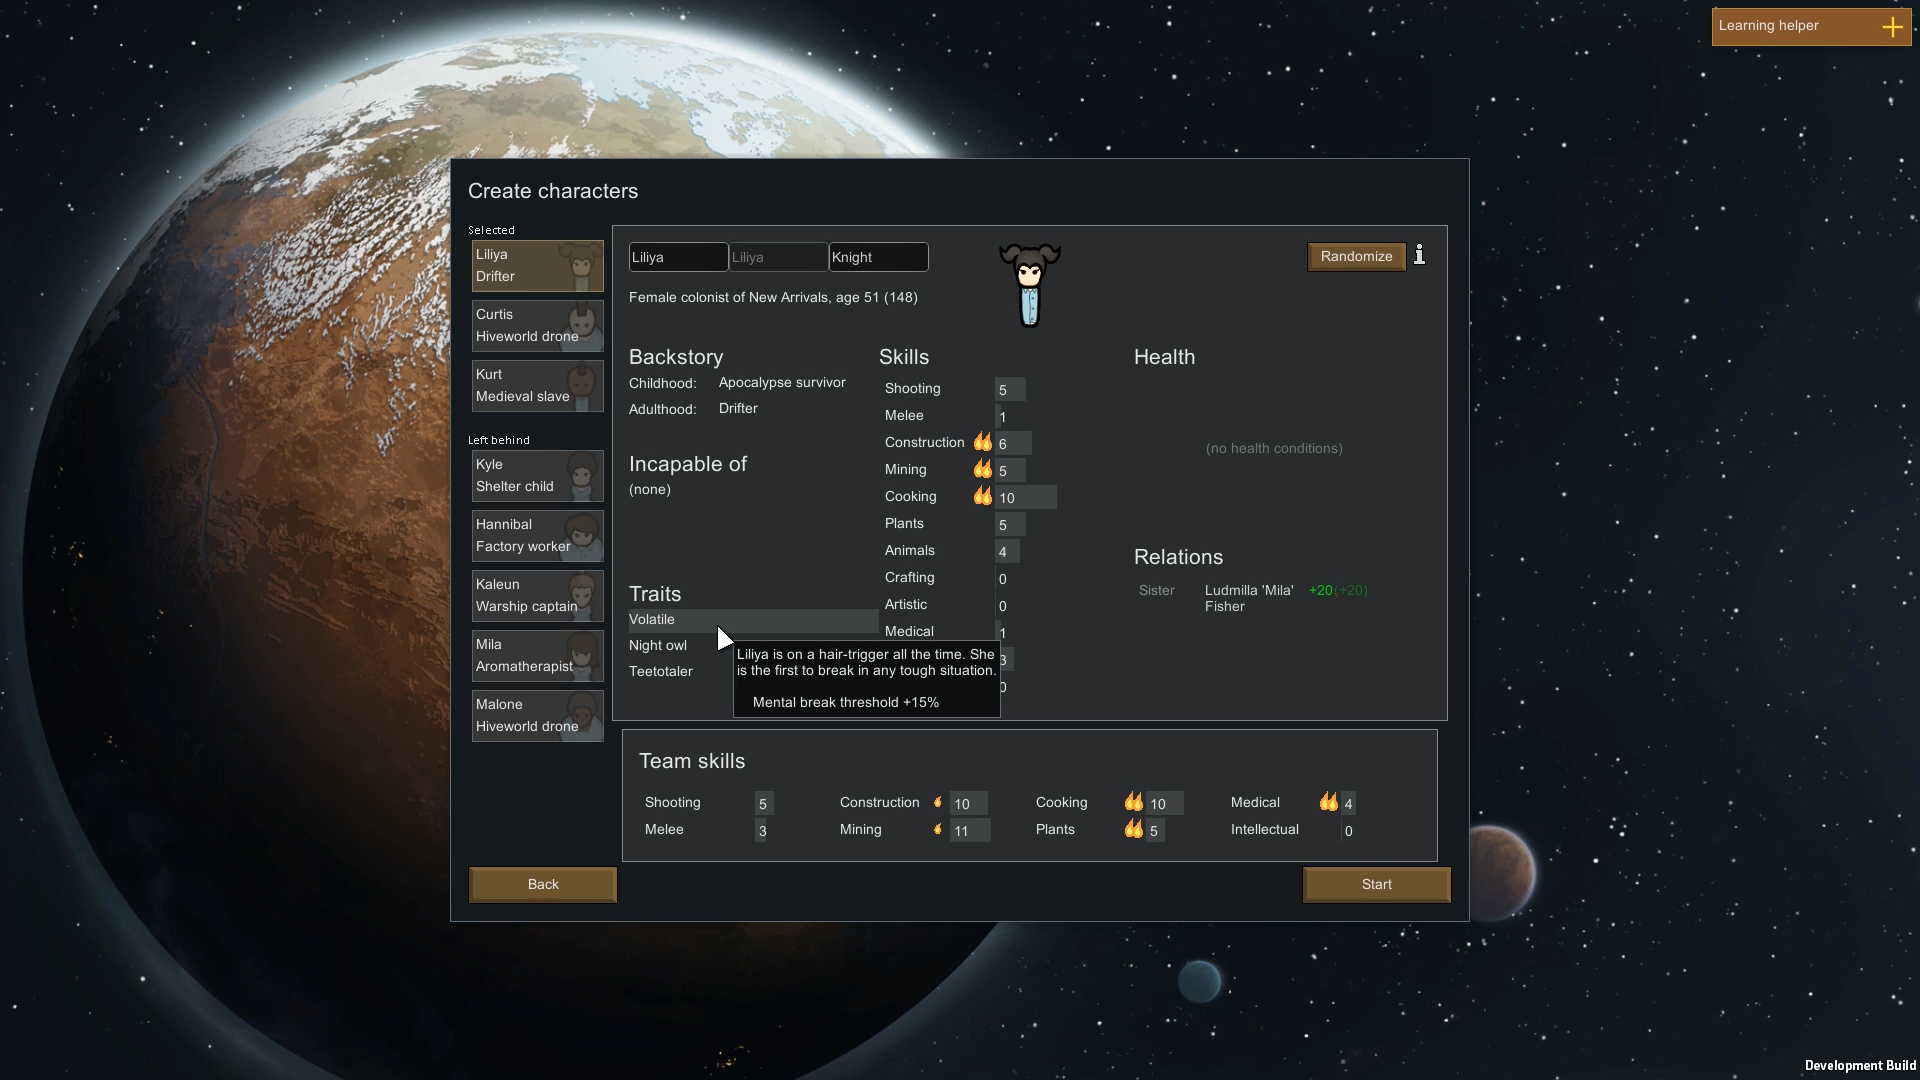 Learning helper
Create characters
Selected
Liliya
Drifter
Curtis
Hiveworld drone
Kurt
Medieval slave
Left behind
Kyle
Shelter child
Hannibal
Factory worker
Kaleun
Warship captain
Mila
Aromatherapist
Malone
Hiveworld drone
Liliya Liliya Knight
Randomize
Female colonist of New Arrivals, age 51 (148)
Backstory
Childhood: Apocalypse survivor
Adulthood: Drifter
Incapable of
(none)
Traits
Volatile
Night owl
Teetotaler
Liliya is on a hair-trigger all the time. She
is the first to break in any tough situation.
Mental break threshold +15%
Skills
Shooting 5
Melee 1
Construction 6
Mining 5
Cooking 10
Plants 5
Animals 4
Crafting 0
Artistic 0
Medical 1
3
0
Health
(no health conditions)
Relations
Sister Ludmilla 'Mila' +20(+20)
Fisher
Team skills
Shooting 5 Construction 10 Cooking 10 Medical 4
Melee 3 Mining 11 Plants 5 Intellectual 0
Back
Start
Development Build